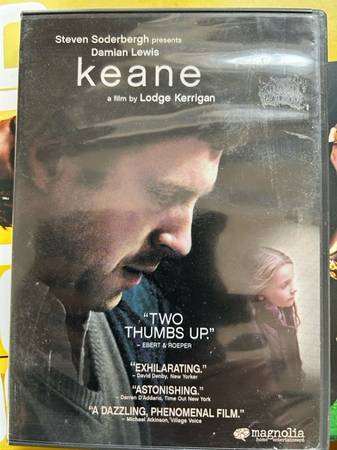 Steven Soderbergh presents
Damian Lewis
keane
a film by Lodge Kerrigan
"TWO
THUMBS UP."
– EBERT & ROEPER
"EXHILARATING."
– David Denby, New Yorker
"ASTONISHING."
– Darren D'Addario, Time Out New York
"A DAZZLING, PHENOMENAL FILM."
– Michael Atkinson, Village Voice
magnolia
home entertainment